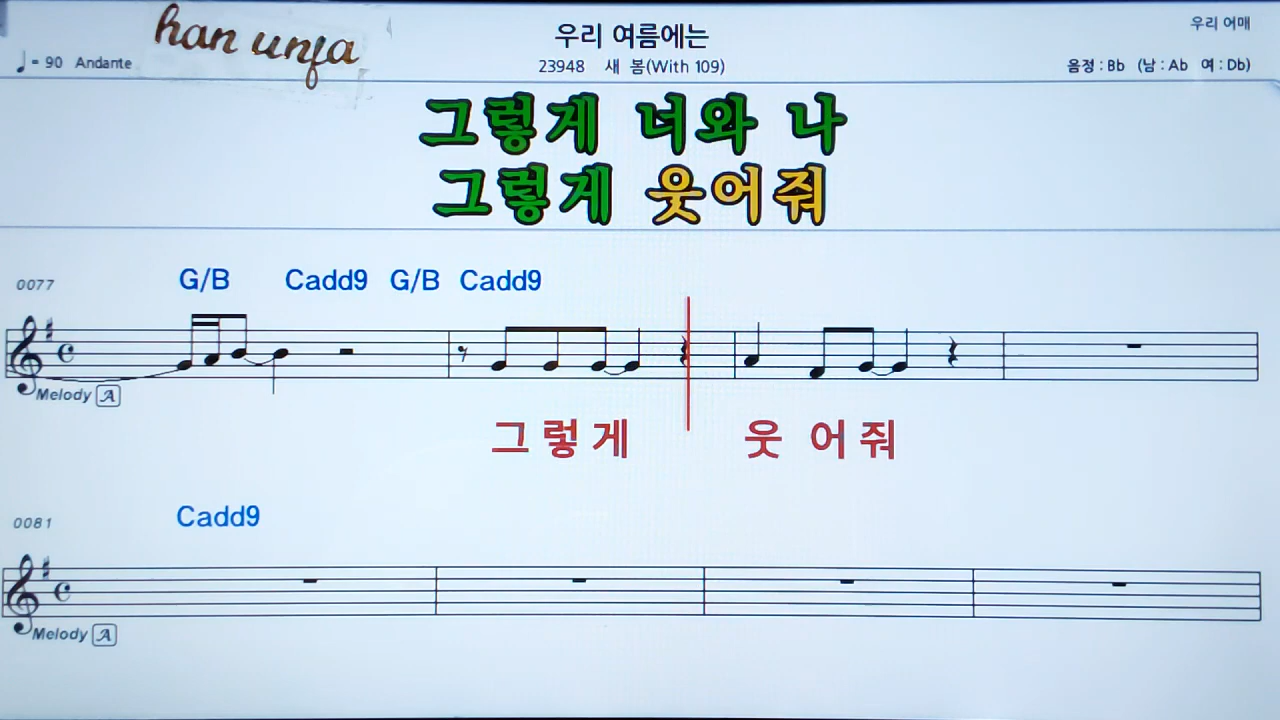 han unja
우리 여름에는
우리 어매
♩= 90 Andante
23948 새 봄(With 109)
음정 : Bb (남 : Ab 여 : Db)
그렇게 너와 나
그렇게 웃어줘
0077
G/B Cadd9 G/B Cadd9
Melody A
그 렇 게 웃 어 줘
0081
Cadd9
Melody A